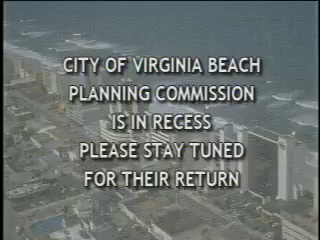 CITY OF VIRGINIA BEACH
PLANNING COMMISSION
IS IN RECESS
PLEASE STAY TUNED
FOR THEIR RETURN